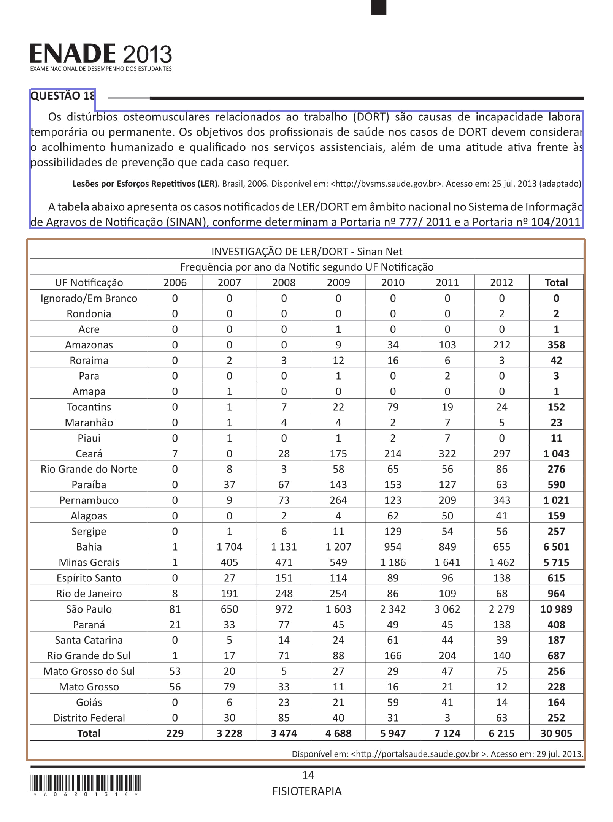 ENADE 2013
EXAME NACIONAL DE DESEMPENHO DOS ESTUDANTES
QUESTÃO 18
Os distúrbios osteomusculares relacionados ao trabalho (DORT) são causas de incapacidade labora
temporária ou permanente. Os objetivos dos profissionais de saúde nos casos de DORT devem considerar
o acolhimento humanizado e qualificado nos serviços assistenciais, além de uma atitude ativa frente às
possibilidades de prevenção que cada caso requer.
Lesões por Esforços Repetitivos (LER). Brasil, 2006. Disponível em: <http://bvsms.saude.gov.br>. Acesso em: 25 jul. 2013 (adaptado)
A tabela abaixo apresenta os casos notificados de LER/DORT em âmbito nacional no Sistema de Informação
de Agravos de Notificação (SINAN), conforme determinam a Portaria nº 777/ 2011 e a Portaria nº 104/2011
INVESTIGAÇÃO DE LER/DORT - Sinan Net
Frequência por ano da Notific segundo UF Notificação
UF Notificação 2006 2007 2008 2009 2010 2011 2012 Total
Ignorado/Em Branco 0 0 0 0 0 0 0 0
Rondonia 0 0 0 0 0 0 2 2
Acre 0 0 0 1 0 0 0 1
Amazonas 0 0 0 9 34 103 212 358
Roraima 0 2 3 12 16 6 3 42
Para 0 0 0 1 0 2 0 3
Amapa 0 1 0 0 0 0 0 1
Tocantins 0 1 7 22 79 19 24 152
Maranhão 0 1 4 4 2 7 5 23
Piaui 0 1 0 1 2 7 0 11
Ceará 7 0 28 175 214 322 297 1 043
Rio Grande do Norte 0 8 3 58 65 56 86 276
Paraíba 0 37 67 143 153 127 63 590
Pernambuco 0 9 73 264 123 209 343 1 021
Alagoas 0 0 2 4 62 50 41 159
Sergipe 0 1 6 11 129 54 56 257
Bahia 1 1 704 1 131 1 207 954 849 655 6 501
Minas Gerais 1 405 471 549 1 186 1 641 1 462 5 715
Espírito Santo 0 27 151 114 89 96 138 615
Rio de Janeiro 8 191 248 254 86 109 68 964
São Paulo 81 650 972 1 603 2 342 3 062 2 279 10 989
Paraná 21 33 77 45 49 45 138 408
Santa Catarina 0 5 14 24 61 44 39 187
Rio Grande do Sul 1 17 71 88 166 204 140 687
Mato Grosso do Sul 53 20 5 27 29 47 75 256
Mato Grosso 56 79 33 11 16 21 12 228
Goiás 0 6 23 21 59 41 14 164
Distrito Federal 0 30 85 40 31 3 63 252
Total 229 3 228 3 474 4 688 5 947 7 124 6 215 30 905
Disponível em: <http.//portalsaude.saude.gov.br >. Acesso em: 29 jul. 2013.
14
FISIOTERAPIA